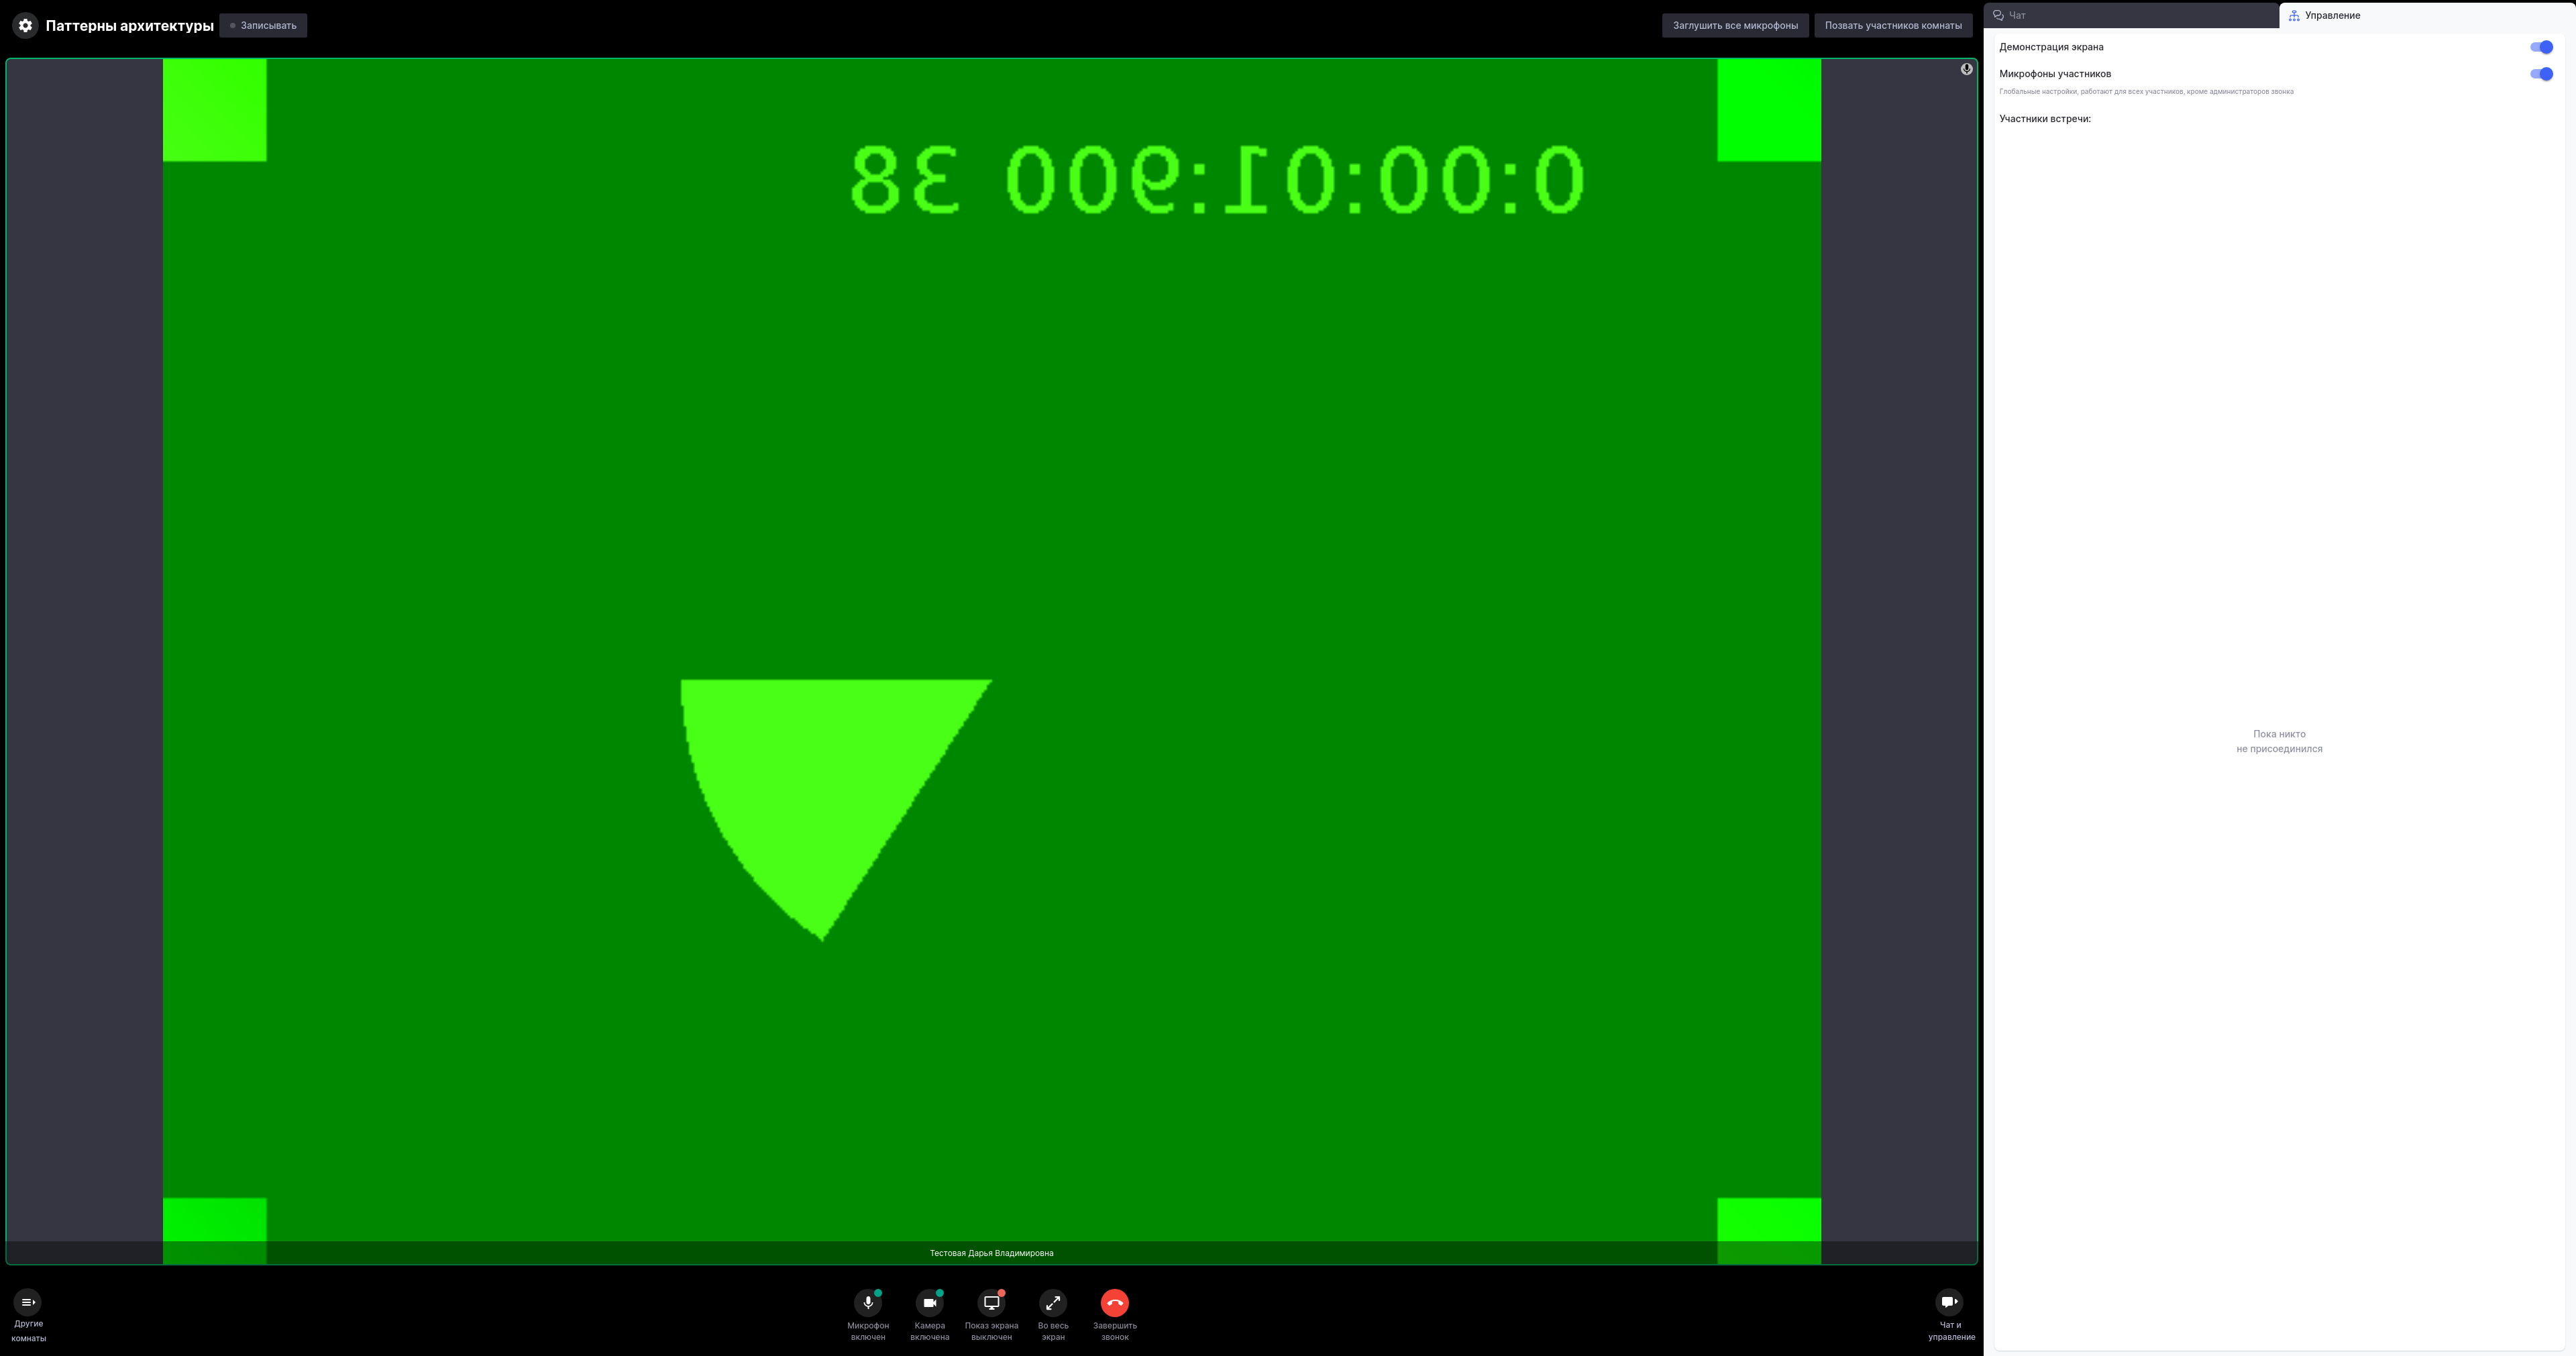 Паттерны архитектуры
Записывать
Заглушить все микрофоны
Позвать участников комнаты
Чат
Управление
Демонстрация экрана
Микрофоны участников
Глобальные настройки, работают для всех участников, кроме администраторов звонка
Участники встречи:
0:00:01:900 38
Пока никто
не присоединился
Тестовая Дарья Владимировна
Другие
комнаты
Микрофон
включен
Камера
включена
Показ экрана
выключен
Во весь
экран
Завершить
звонок
Чат и
управление